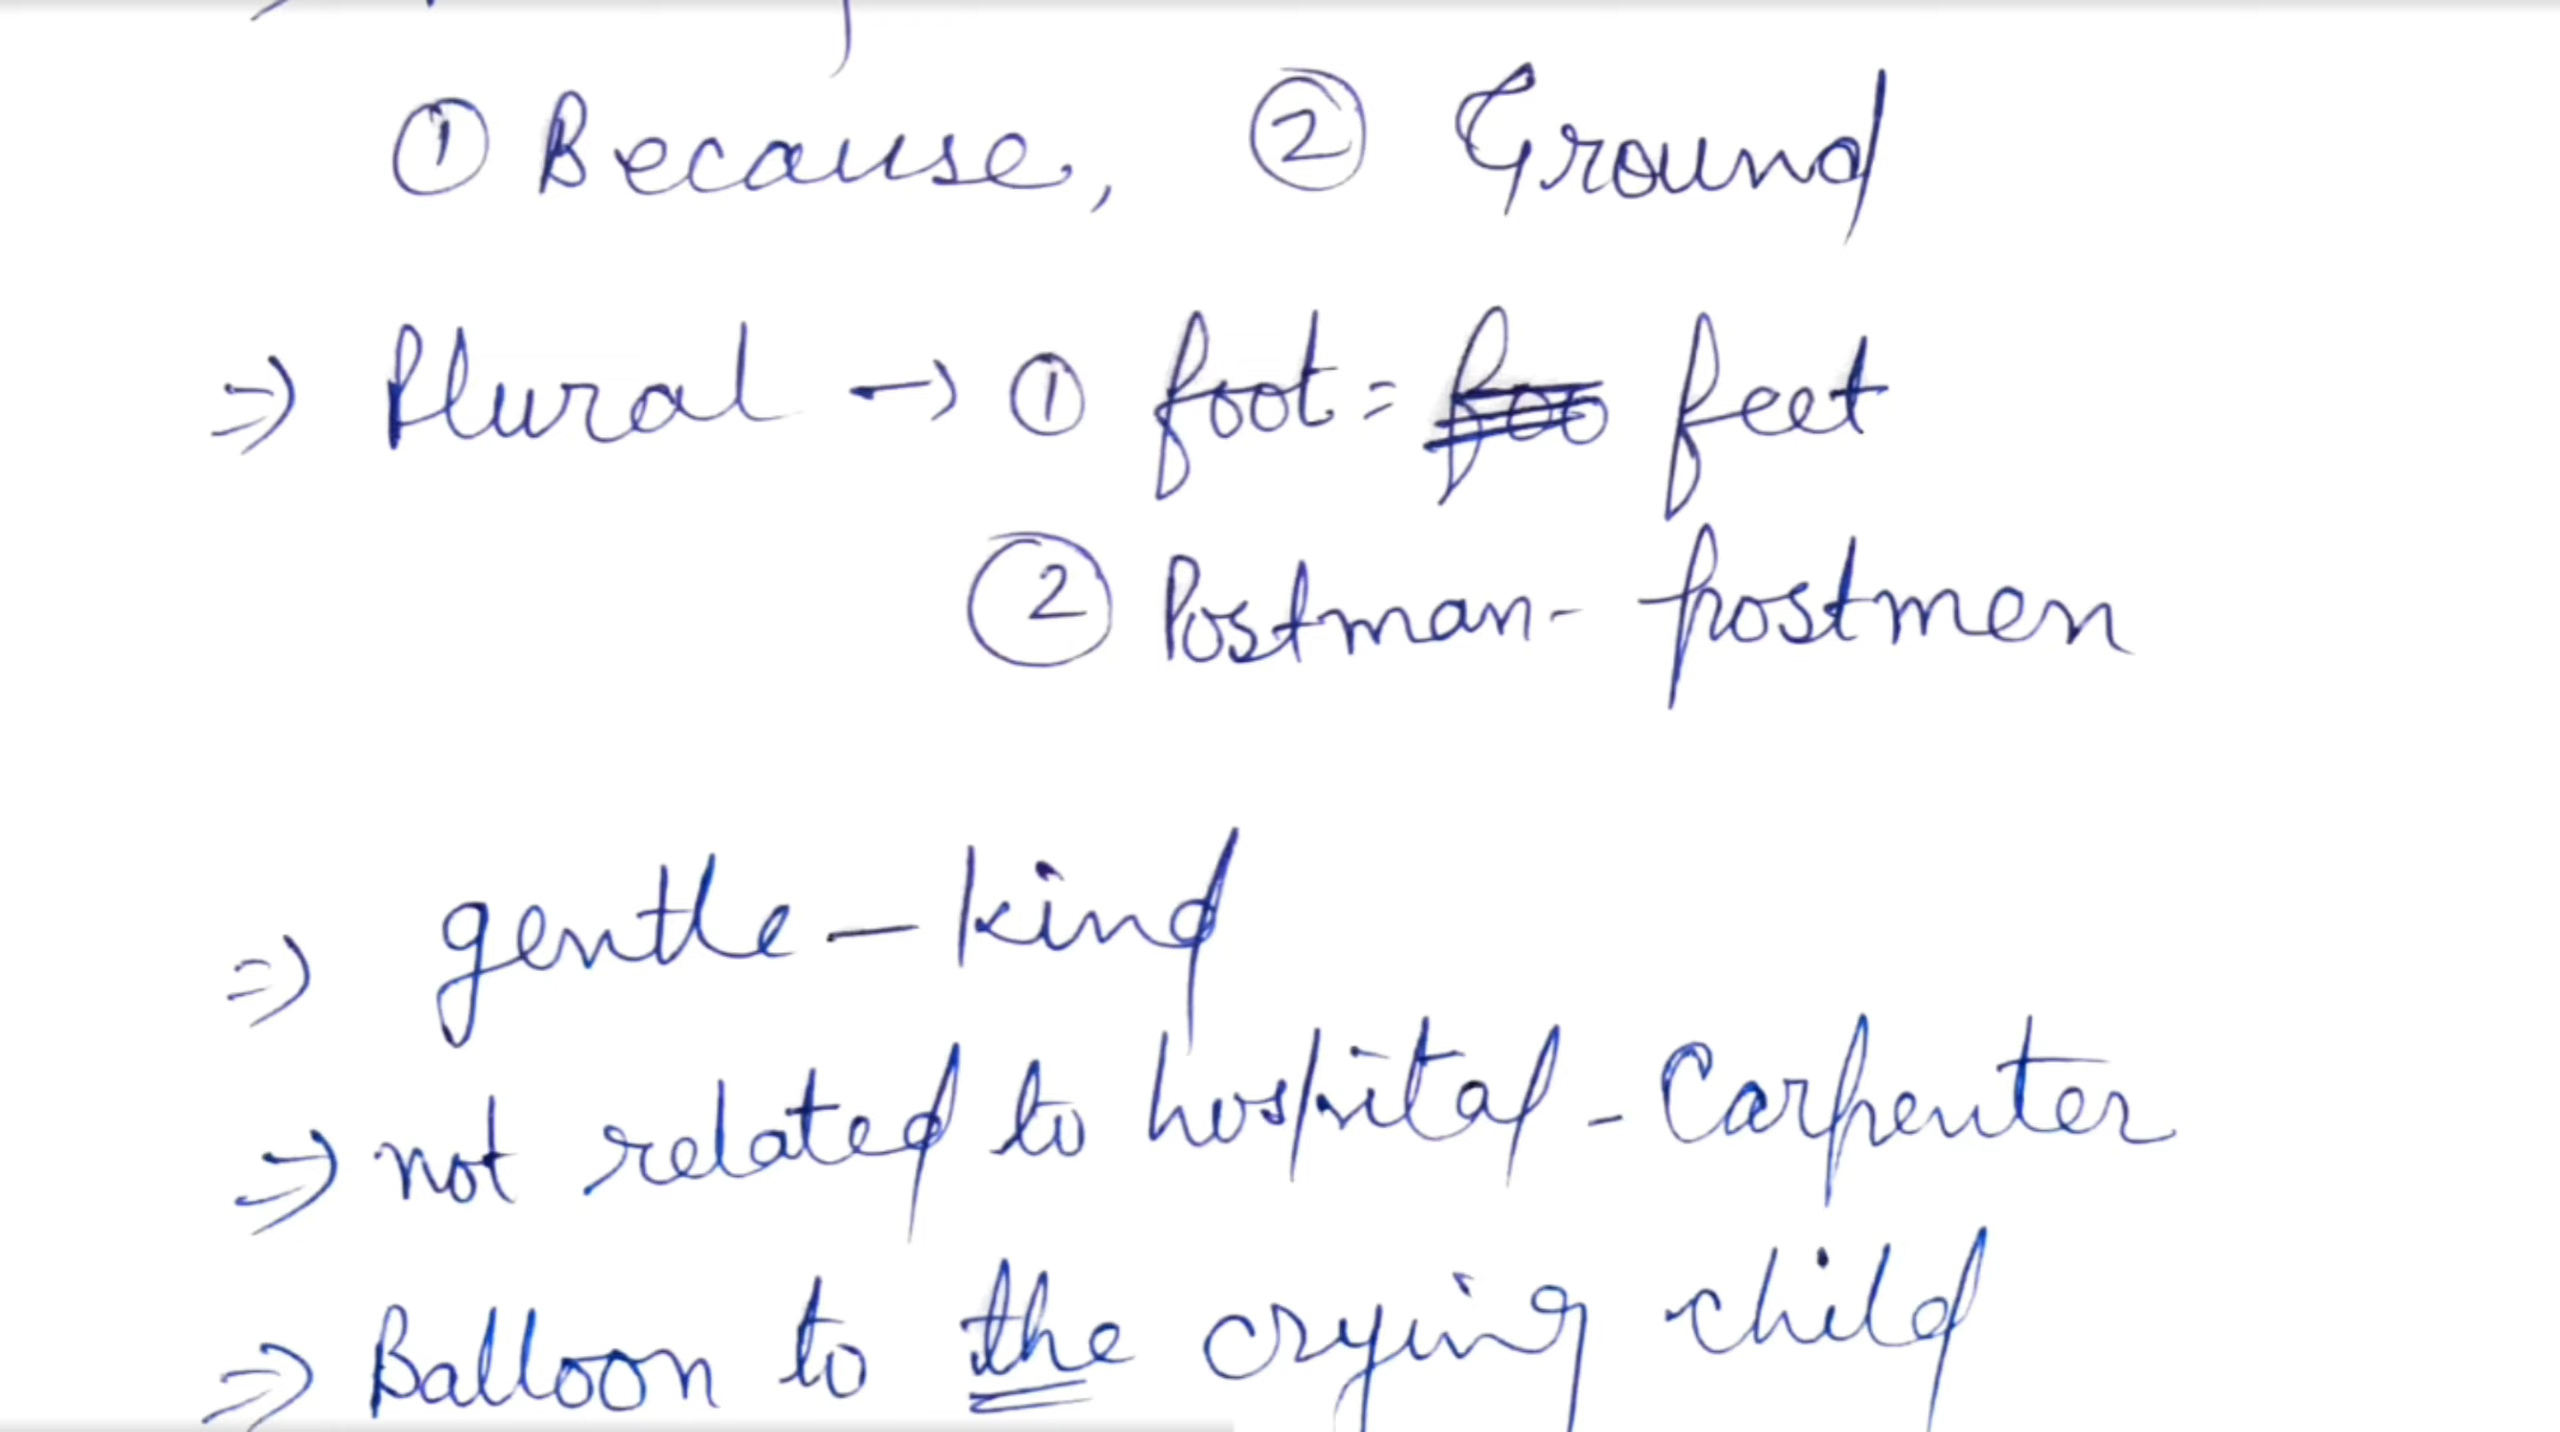 ① Because, ② Ground
⇒ Plural → ① foot = foo feet
② Postman - postmen
⇒ gentle - kind
⇒ not related to hospital - Carpenter
⇒ Balloon to the crying child